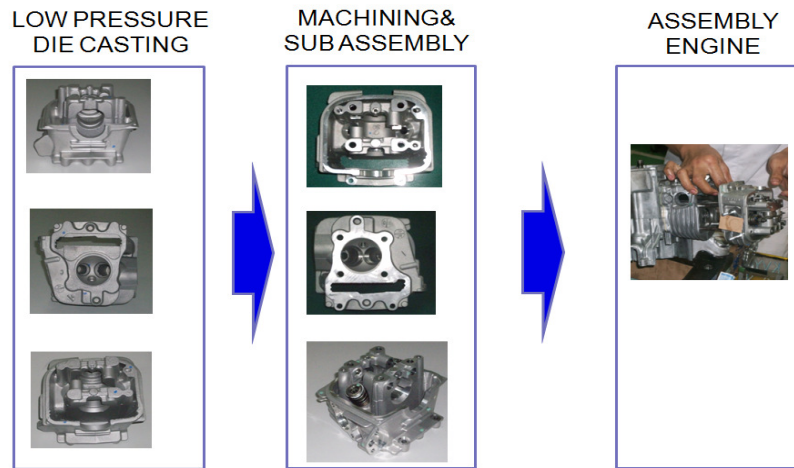 LOW PRESSURE
DIE CASTING
MACHINING&
SUB ASSEMBLY
ASSEMBLY
ENGINE